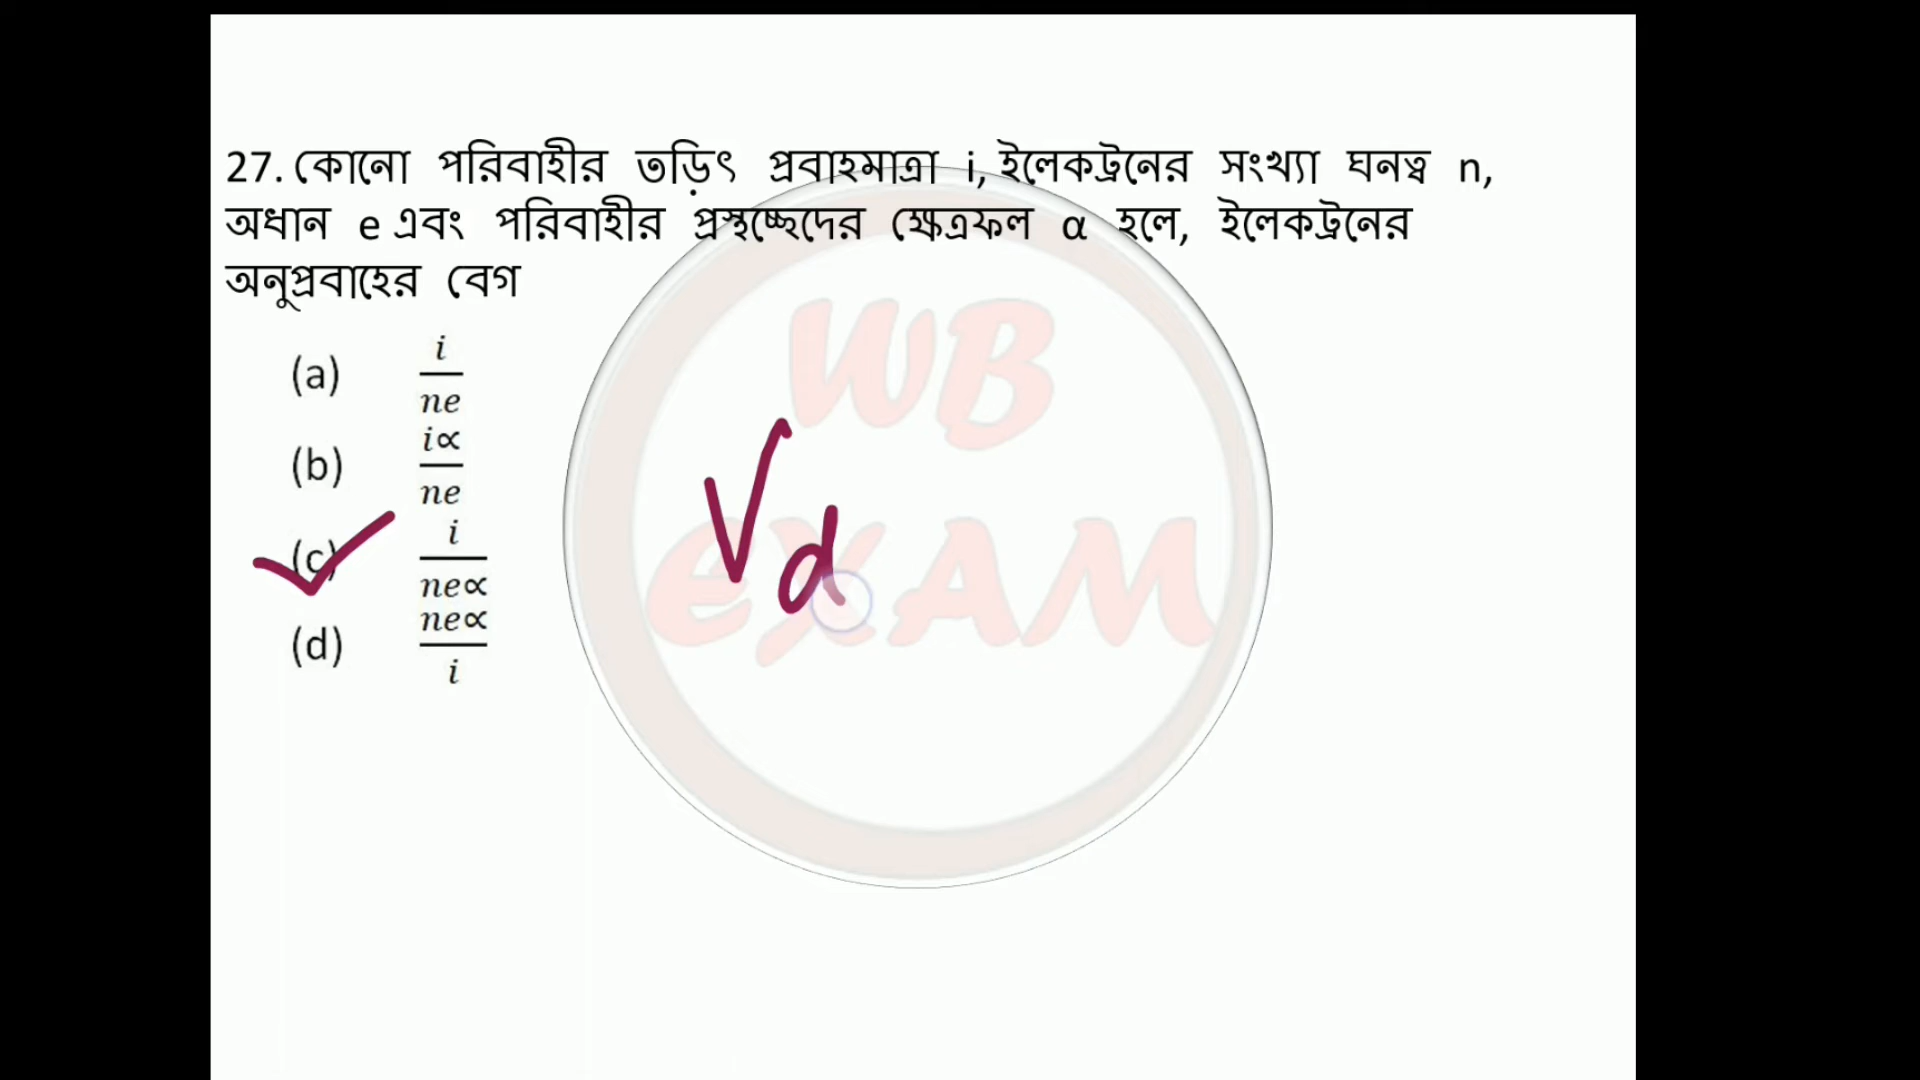 27. কোনো পরিবাহীর তড়িৎ প্রবাহমাত্রা i, ইলেকট্রনের সংখ্যা ঘনত্ব n,
অধান e এবং পরিবাহীর প্রস্থচ্ছেদের ক্ষেত্রফল α হলে, ইলেকট্রনের
অনুপ্রবাহের বেগ
(a) i/ne
(b) i∝/ne
(c) i/ne∝
(d) ne∝/i
Vd
WB
eXAM